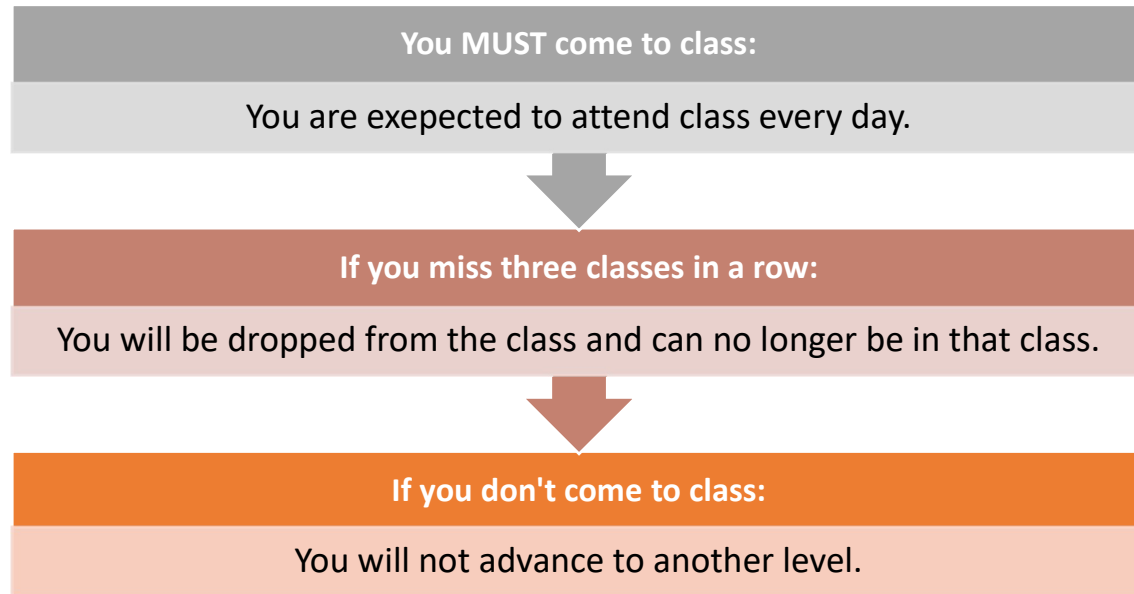 You MUST come to class:
You are exepected to attend class every day.
If you miss three classes in a row:
You will be dropped from the class and can no longer be in that class.
If you don't come to class:
You will not advance to another level.